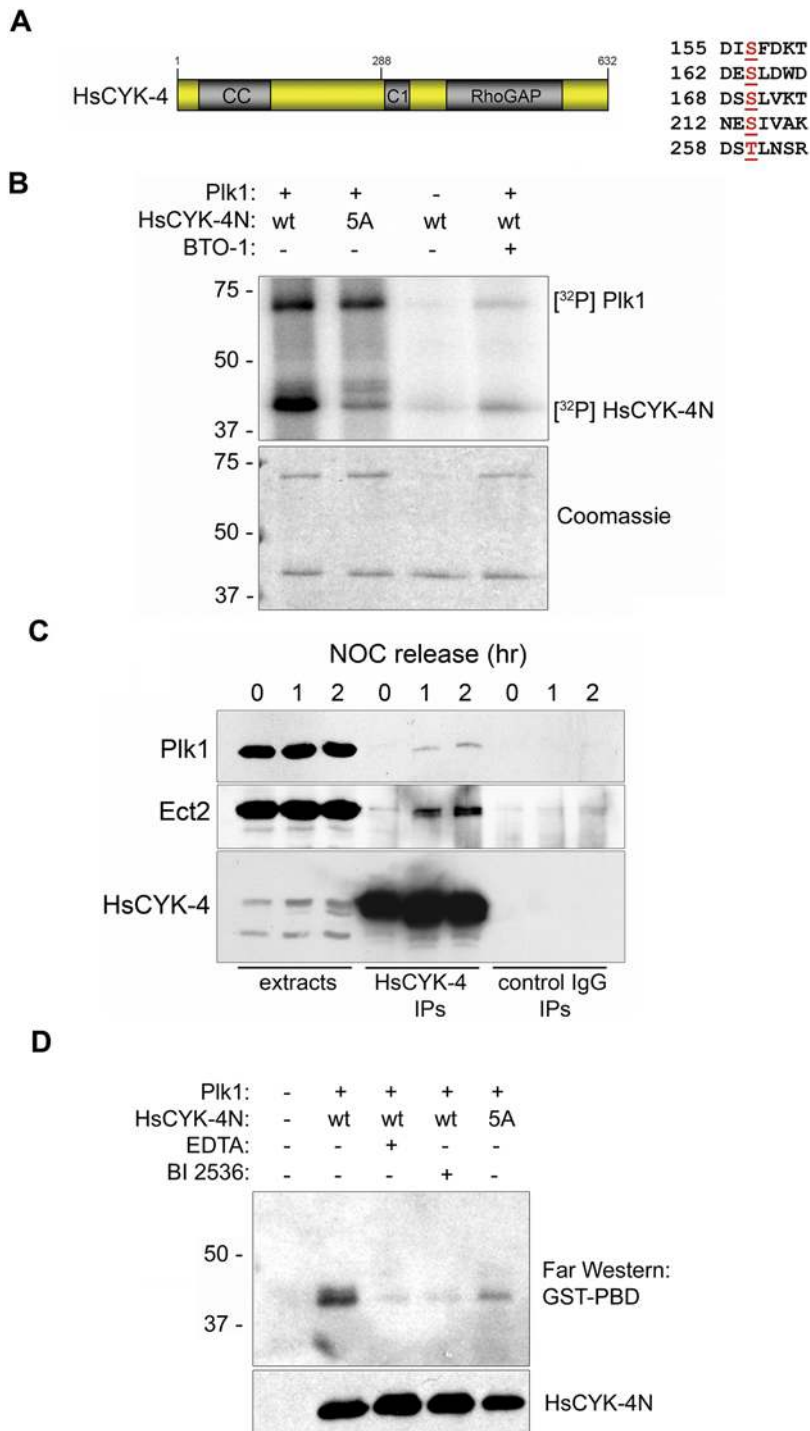 A
1 288 632
HsCYK-4 CC C1 RhoGAP
155 DISFDKT
162 DESLDWD
168 DSSLVKT
212 NESIVAK
258 DSTLNSR
B
Plk1: + + - +
HsCYK-4N: wt 5A wt wt
BTO-1: - - - +
75 -
50 -
37 -
[³²P] Plk1
[³²P] HsCYK-4N
75 -
50 -
37 -
Coomassie
C
NOC release (hr)
0 1 2 0 1 2 0 1 2
Plk1
Ect2
HsCYK-4
extracts HsCYK-4 IPs control IgG IPs
D
Plk1: - + + + +
HsCYK-4N: - wt wt wt 5A
EDTA: - - + - -
BI 2536: - - - + -
50 -
37 -
Far Western:
GST-PBD
HsCYK-4N